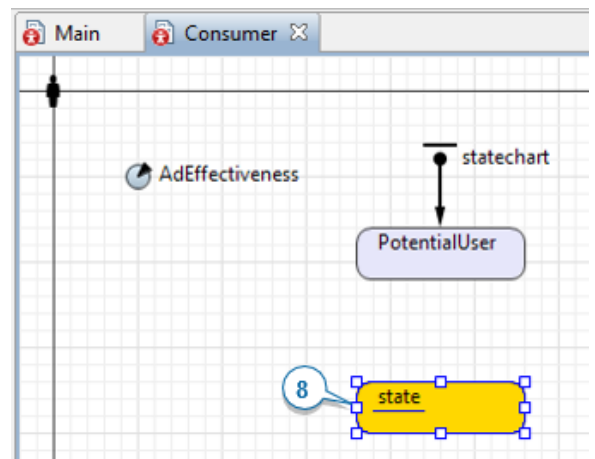 Main
Consumer
statechart
AdEffectiveness
PotentialUser
8
state